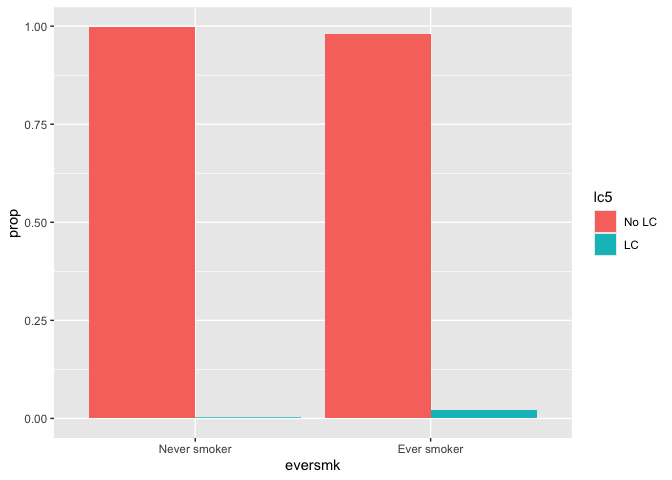 1.00
0.75
0.50
0.25
0.00
prop
Never smoker
Ever smoker
eversmk
lc5
No LC
LC